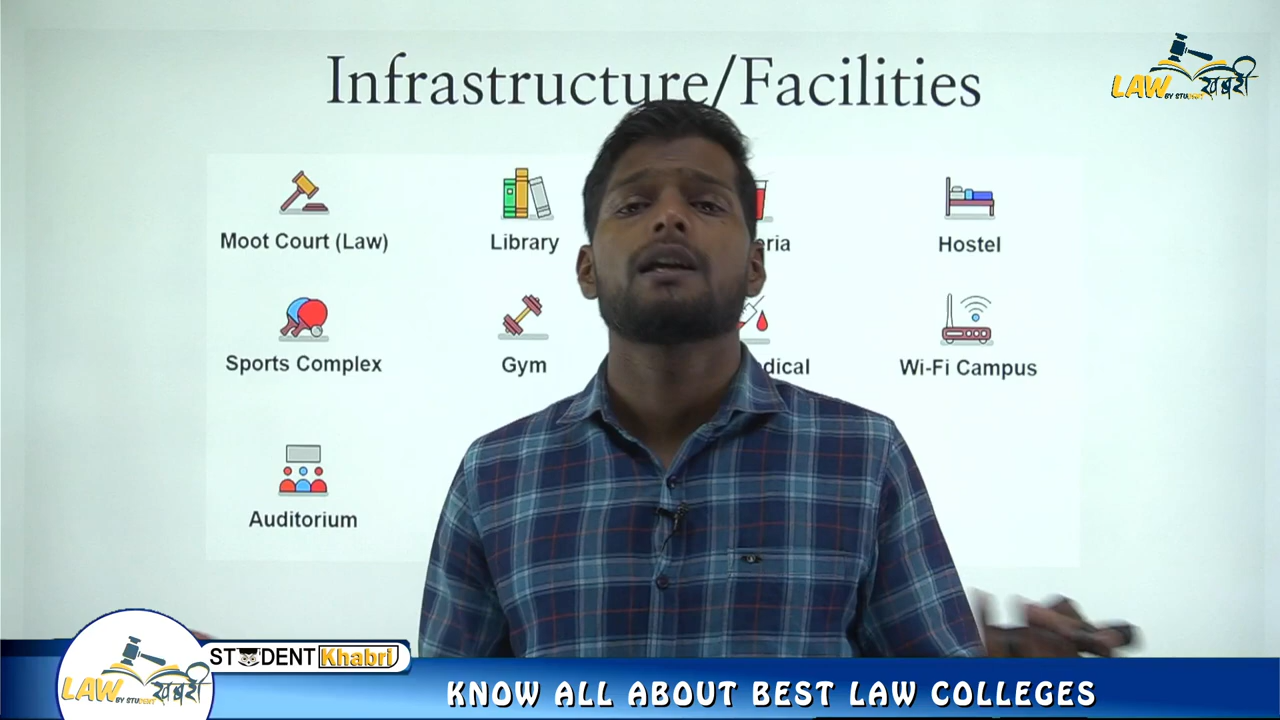 Infrastructure/Facilities
LAW खबरी
BY STUDENT
Moot Court (Law)
Library
Hostel
Sports Complex
Gym
Wi-Fi Campus
Auditorium
STUDENT Khabri
LAW खबरी
BY STUDENT
KNOW ALL ABOUT BEST LAW COLLEGES